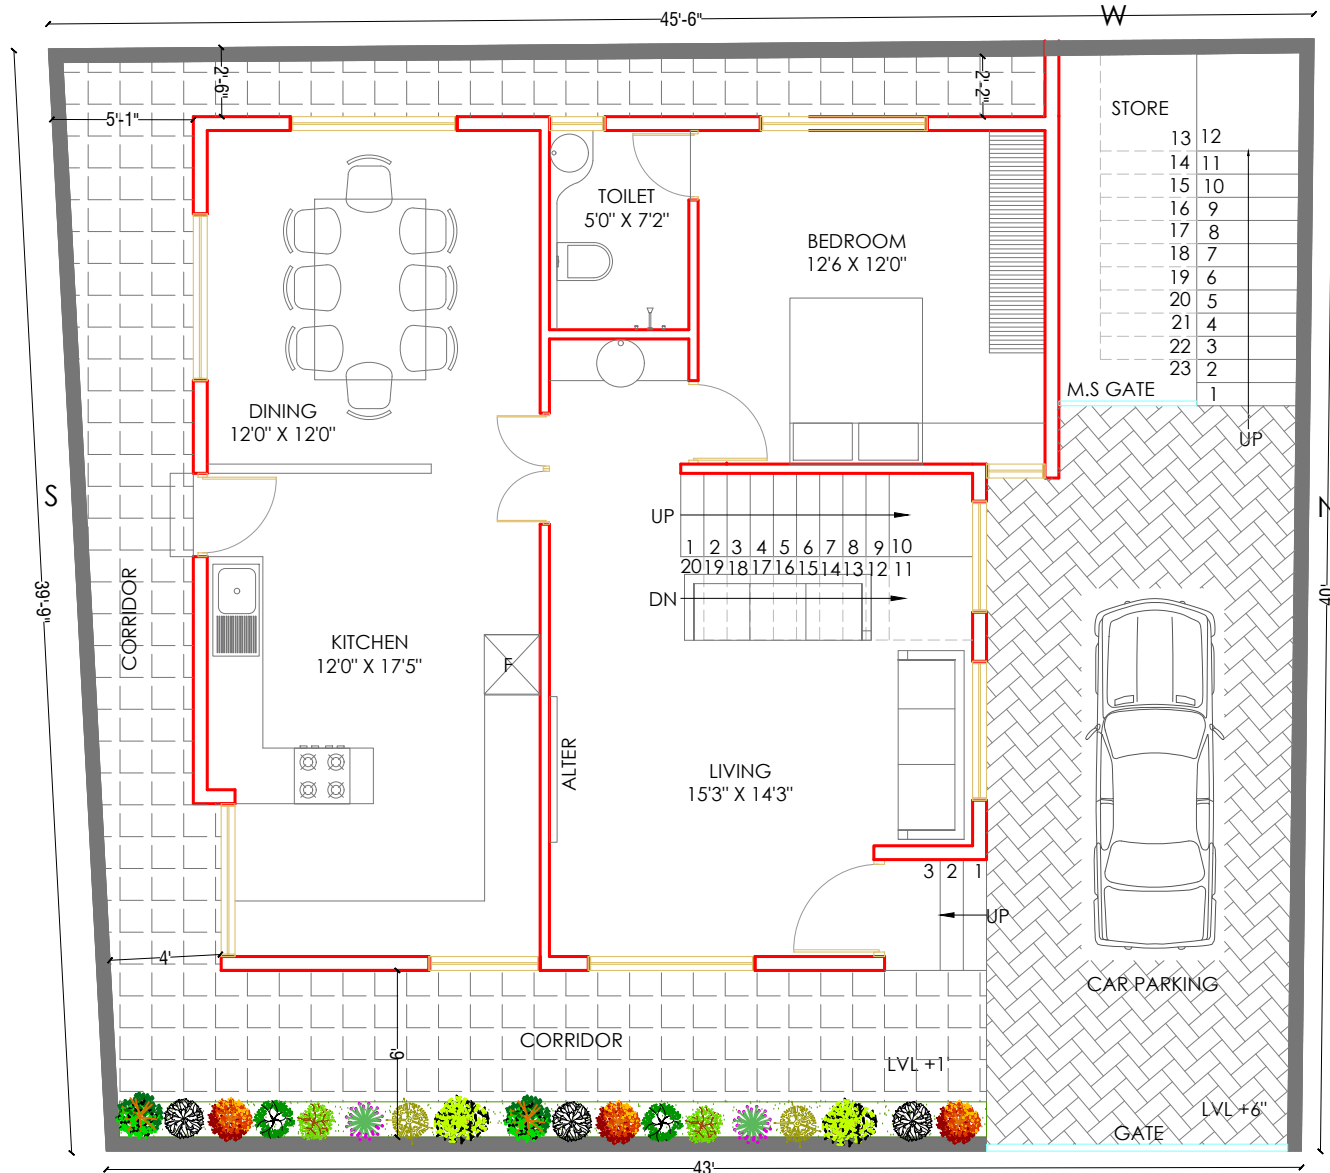 W
45'-6"
2'-6"
2'-2"
5'-1"
STORE
13 12
14 11
15 10
16 9
17 8
18 7
19 6
20 5
21 4
22 3
23 2
1
TOILET
5'0" X 7'2"
BEDROOM
12'6 X 12'0"
M.S GATE
UP
DINING
12'0" X 12'0"
S
N
39'-6"
40'
CORRIDOR
UP
1 2 3 4 5 6 7 8 9 10
20 19 18 17 16 15 14 13 12 11
DN
KITCHEN
12'0" X 17'5"
F
ALTER
LIVING
15'3" X 14'3"
3 2 1
UP
4'
CAR PARKING
CORRIDOR
6'
LVL +1'
LVL +6"
GATE
43'